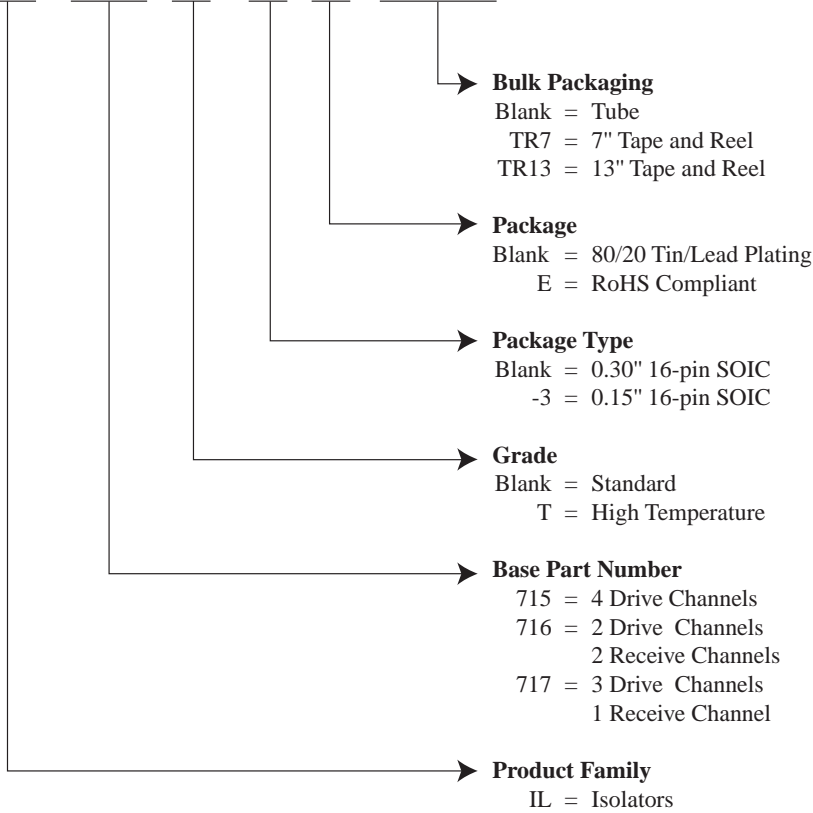 Bulk Packaging
Blank = Tube
TR7 = 7" Tape and Reel
TR13 = 13" Tape and Reel
Package
Blank = 80/20 Tin/Lead Plating
E = RoHS Compliant
Package Type
Blank = 0.30" 16-pin SOIC
-3 = 0.15" 16-pin SOIC
Grade
Blank = Standard
T = High Temperature
Base Part Number
715 = 4 Drive Channels
716 = 2 Drive Channels
2 Receive Channels
717 = 3 Drive Channels
1 Receive Channel
Product Family
IL = Isolators